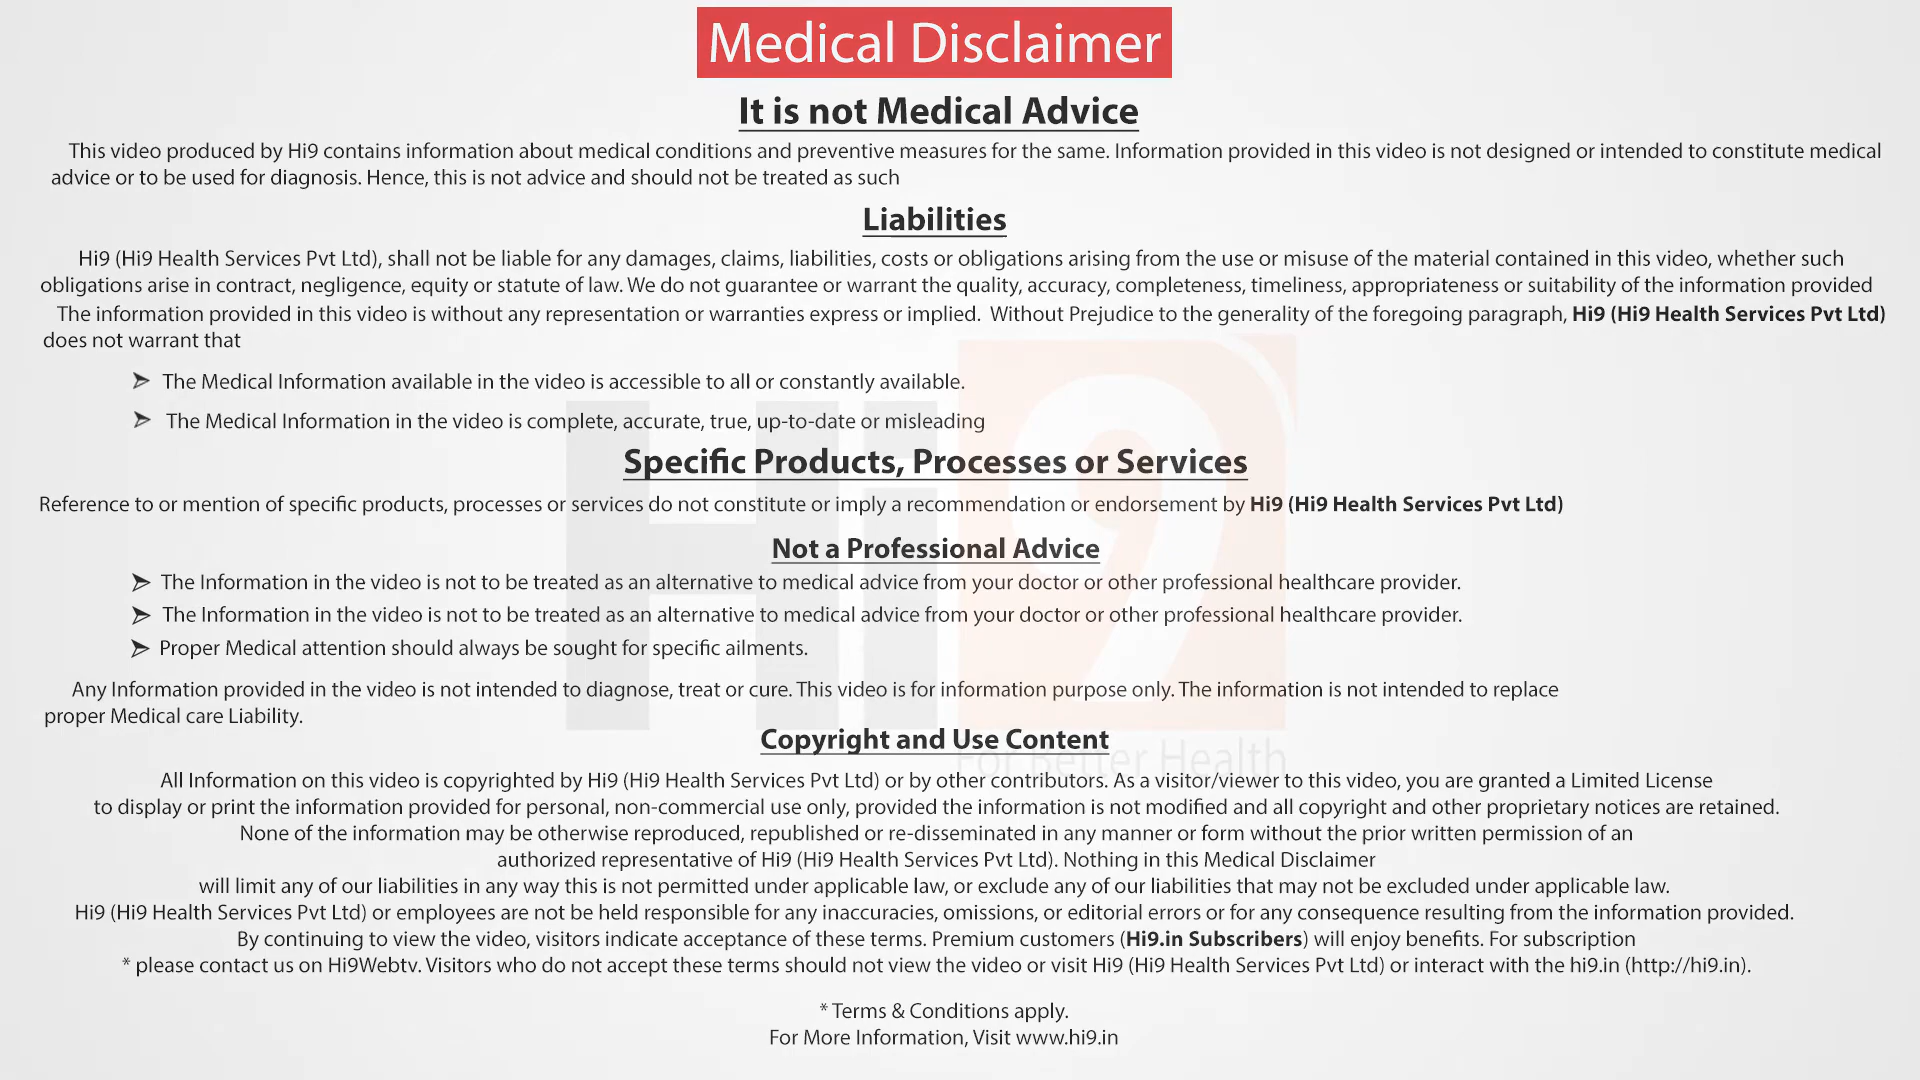 Medical Disclaimer
It is not Medical Advice
This video produced by Hi9 contains information about medical conditions and preventive measures for the same. Information provided in this video is not designed or intended to constitute medical
advice or to be used for diagnosis. Hence, this is not advice and should not be treated as such
Liabilities
Hi9 (Hi9 Health Services Pvt Ltd), shall not be liable for any damages, claims, liabilities, costs or obligations arising from the use or misuse of the material contained in this video, whether such
obligations arise in contract, negligence, equity or statute of law. We do not guarantee or warrant the quality, accuracy, completeness, timeliness, appropriateness or suitability of the information provided
The information provided in this video is without any representation or warranties express or implied. Without Prejudice to the generality of the foregoing paragraph, Hi9 (Hi9 Health Services Pvt Ltd)
does not warrant that
➤ The Medical Information available in the video is accessible to all or constantly available.
➤ The Medical Information in the video is complete, accurate, true, up-to-date or misleading
Specific Products, Processes or Services
Reference to or mention of specific products, processes or services do not constitute or imply a recommendation or endorsement by Hi9 (Hi9 Health Services Pvt Ltd)
Not a Professional Advice
➤ The Information in the video is not to be treated as an alternative to medical advice from your doctor or other professional healthcare provider.
➤ The Information in the video is not to be treated as an alternative to medical advice from your doctor or other professional healthcare provider.
➤ Proper Medical attention should always be sought for specific ailments.
Any Information provided in the video is not intended to diagnose, treat or cure. This video is for information purpose only. The information is not intended to replace
proper Medical care Liability.
Hi9
For Better Health
Copyright and Use Content
All Information on this video is copyrighted by Hi9 (Hi9 Health Services Pvt Ltd) or by other contributors. As a visitor/viewer to this video, you are granted a Limited License
to display or print the information provided for personal, non-commercial use only, provided the information is not modified and all copyright and other proprietary notices are retained.
None of the information may be otherwise reproduced, republished or re-disseminated in any manner or form without the prior written permission of an
authorized representative of Hi9 (Hi9 Health Services Pvt Ltd). Nothing in this Medical Disclaimer
will limit any of our liabilities in any way this is not permitted under applicable law, or exclude any of our liabilities that may not be excluded under applicable law.
Hi9 (Hi9 Health Services Pvt Ltd) or employees are not be held responsible for any inaccuracies, omissions, or editorial errors or for any consequence resulting from the information provided.
By continuing to view the video, visitors indicate acceptance of these terms. Premium customers (Hi9.in Subscribers) will enjoy benefits. For subscription
* please contact us on Hi9Webtv. Visitors who do not accept these terms should not view the video or visit Hi9 (Hi9 Health Services Pvt Ltd) or interact with the hi9.in (http://hi9.in).
* Terms & Conditions apply.
For More Information, Visit www.hi9.in